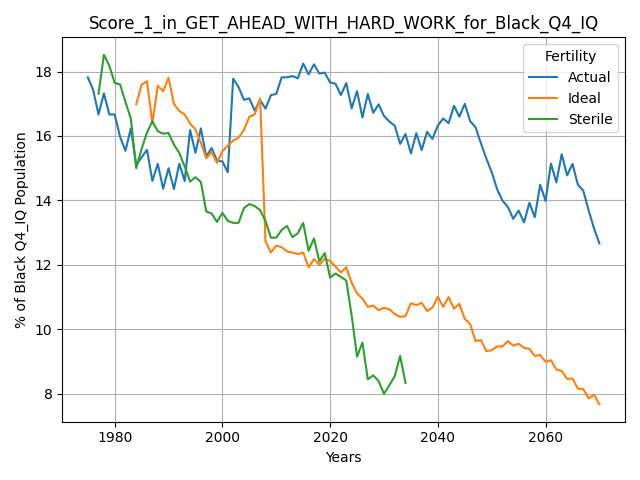 Score_1_in_GET_AHEAD_WITH_HARD_WORK_for_Black_Q4_IQ
Fertility
Actual
Ideal
Sterile
% of Black Q4_IQ Population
18
16
14
12
10
8
1980 2000 2020 2040 2060
Years